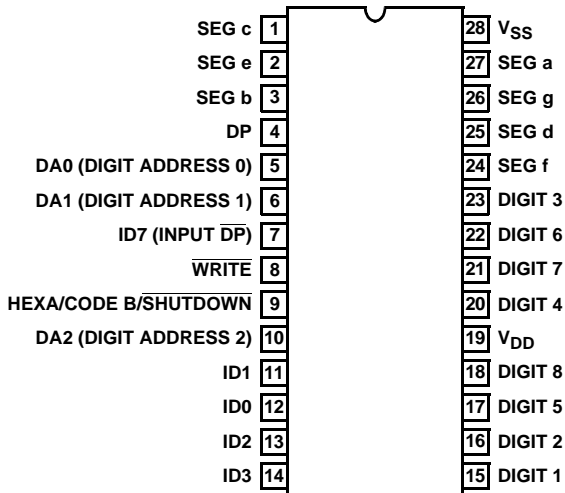 SEG c 1 28 VSS
SEG e 2 27 SEG a
SEG b 3 26 SEG g
DP 4 25 SEG d
DA0 (DIGIT ADDRESS 0) 5 24 SEG f
DA1 (DIGIT ADDRESS 1) 6 23 DIGIT 3
ID7 (INPUT D̅P̅) 7 22 DIGIT 6
W̅R̅I̅T̅E̅ 8 21 DIGIT 7
HEXA/CODE B/S̅H̅U̅T̅D̅O̅W̅N̅ 9 20 DIGIT 4
DA2 (DIGIT ADDRESS 2) 10 19 VDD
ID1 11 18 DIGIT 8
ID0 12 17 DIGIT 5
ID2 13 16 DIGIT 2
ID3 14 15 DIGIT 1